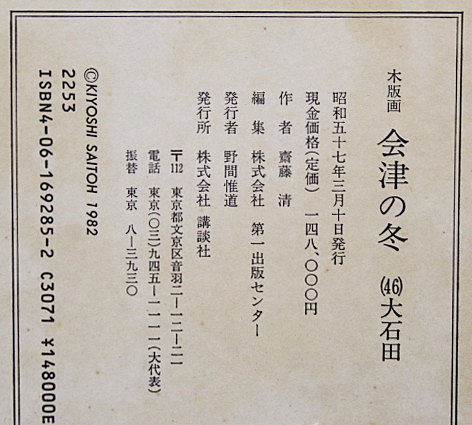 木版画 会津の冬 (46)大石田
昭和五十七年三月十日発行
現金価格(定価) 一四八、〇〇〇円
作者 齋藤 清
編集 株式会社 第一出版センター
発行者 野間惟道
発行所 株式会社 講談社
〒112 東京都文京区音羽二—一二—二一
電話 東京(〇三)九四五—一一一一(大代表)
振替 東京 八—三九三〇
©KIYOSHI SAITOH 1982
2253
ISBN4-06-169285-2 C3071 ¥148000E